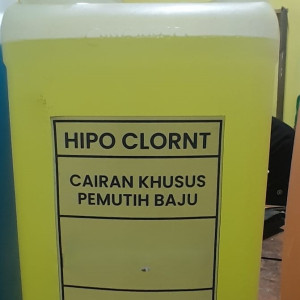 HIPO CLORNT
CAIRAN KHUSUS
PEMUTIH BAJU